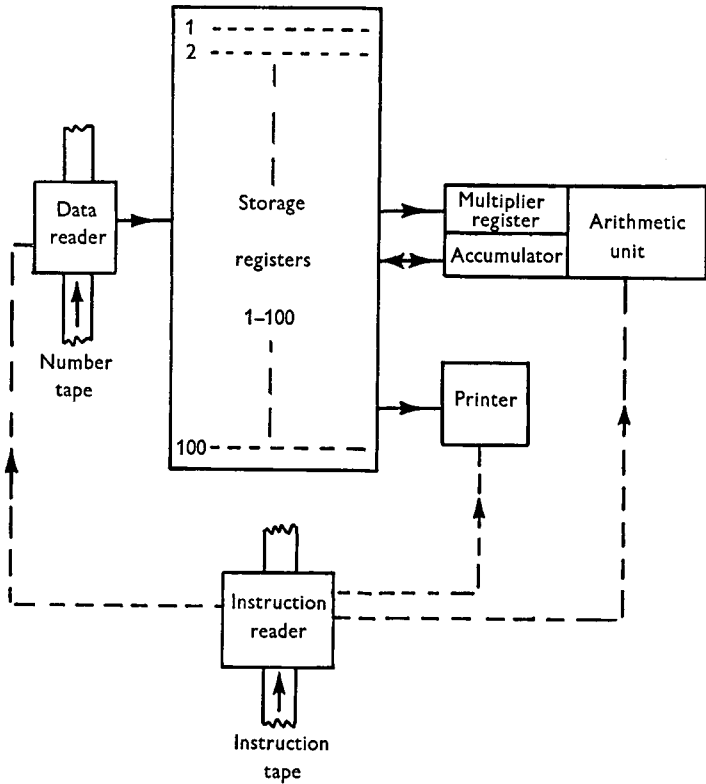 1
2
Storage
registers
1–100
100
Data
reader
Number
tape
Multiplier
register
Accumulator
Arithmetic
unit
Printer
Instruction
reader
Instruction
tape